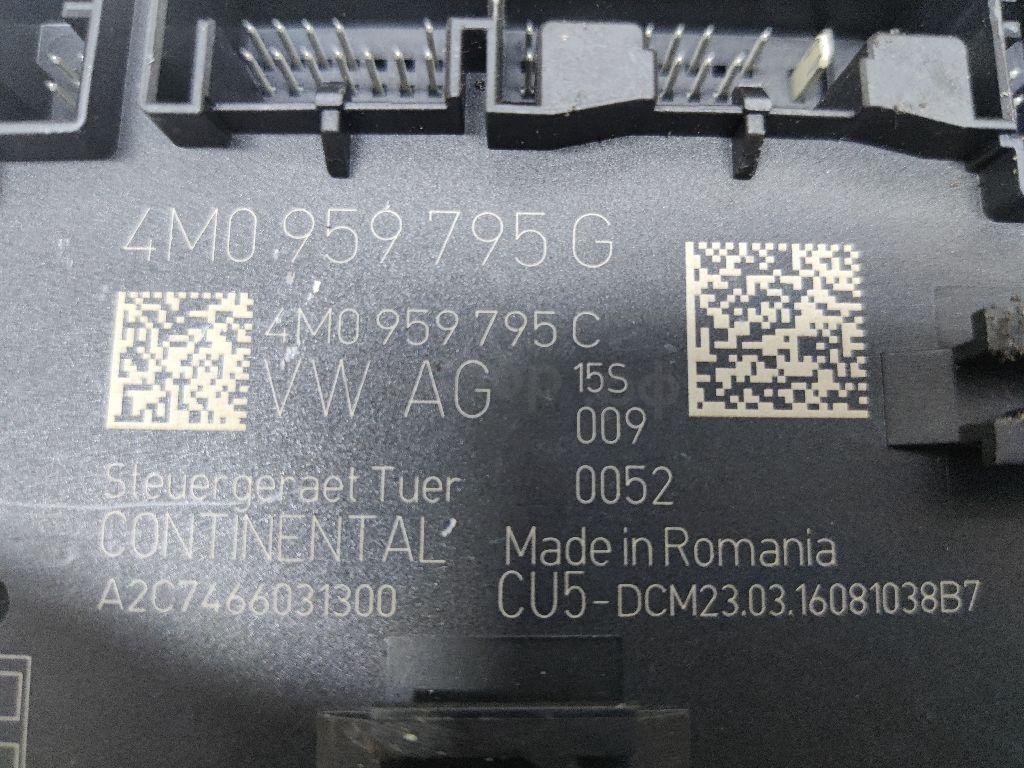 4M0 959 795 G
4M0 959 795 C
VW AG
15S
009
0052
Steuergeraet Tuer
CONTINENTAL
A2C7466031300
Made in Romania
CU5-DCM23.03.16081038B7